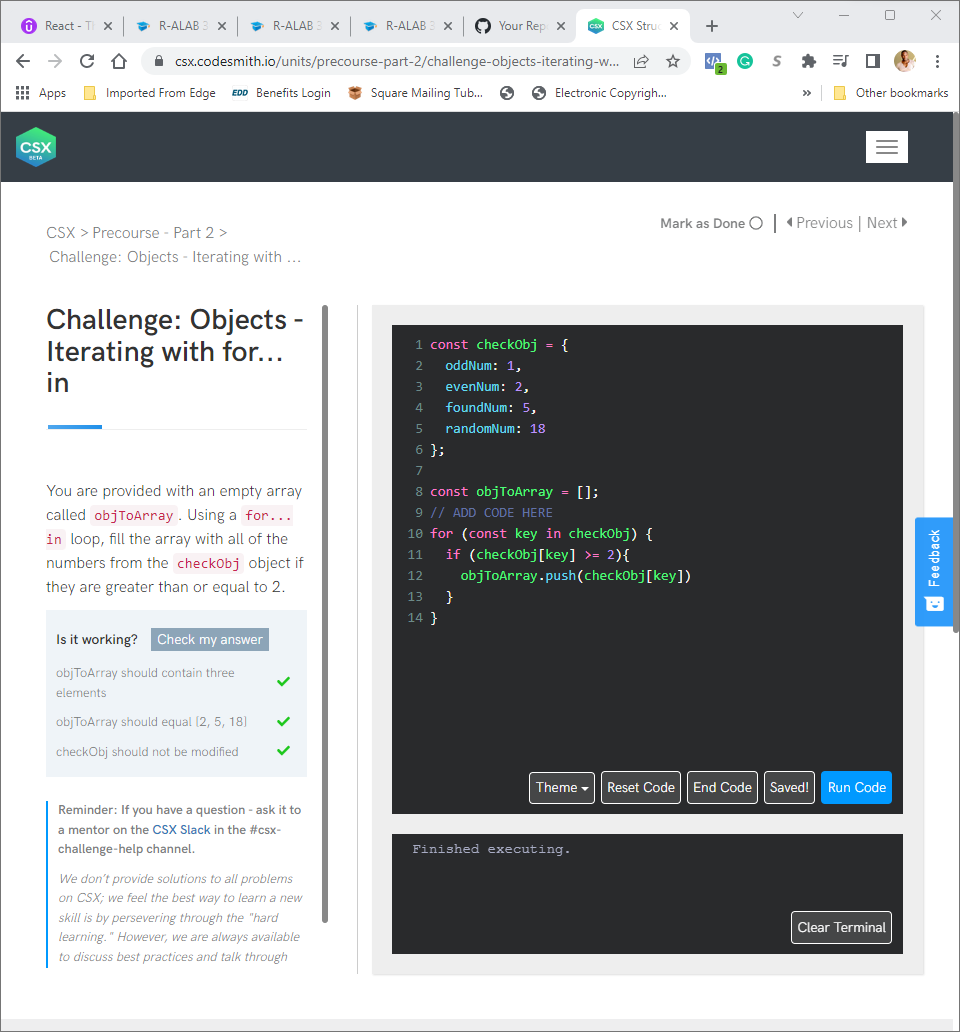 React - T
R-ALAB 3
R-ALAB 3
R-ALAB 3
Your Rep
CSX Struc
csx.codesmith.io/units/precourse-part-2/challenge-objects-iterating-w...
2
Apps
Imported From Edge
EDD Benefits Login
Square Mailing Tub...
Electronic Copyrigh...
»
Other bookmarks
CSX
BETA
CSX > Precourse - Part 2 >
Challenge: Objects - Iterating with ...
Mark as Done
Previous | Next
Challenge: Objects -
Iterating with for...
in
You are provided with an empty array
called objToArray. Using a for...
in loop, fill the array with all of the
numbers from the checkObj object if
they are greater than or equal to 2.
Is it working? Check my answer
objToArray should contain three
elements
objToArray should equal [2, 5, 18]
checkObj should not be modified
Reminder: If you have a question - ask it to
a mentor on the CSX Slack in the #csx-
challenge-help channel.
We don't provide solutions to all problems
on CSX; we feel the best way to learn a new
skill is by persevering through the "hard
learning." However, we are always available
to discuss best practices and talk through
1 const checkObj = {
2 oddNum: 1,
3 evenNum: 2,
4 foundNum: 5,
5 randomNum: 18
6 };
7
8 const objToArray = [];
9 // ADD CODE HERE
10 for (const key in checkObj) {
11 if (checkObj[key] >= 2){
12 objToArray.push(checkObj[key])
13 }
14 }
Theme
Reset Code
End Code
Saved!
Run Code
Finished executing.
Clear Terminal
Feedback